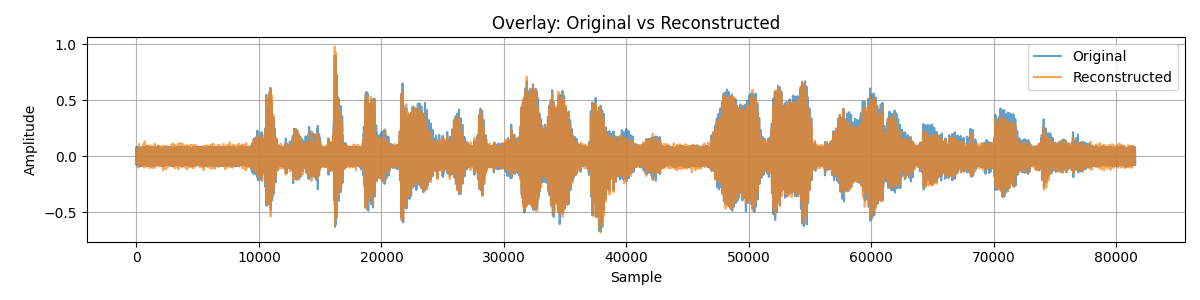 Overlay: Original vs Reconstructed
1.0
0.5
0.0
−0.5
Amplitude
Original
Reconstructed
0 10000 20000 30000 40000 50000 60000 70000 80000
Sample